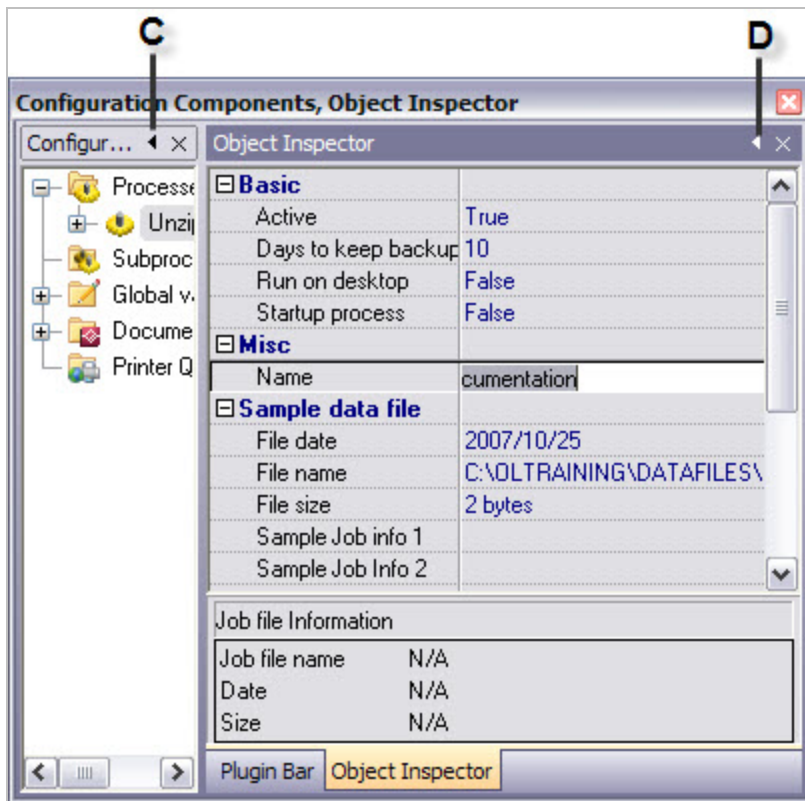 C D
Configuration Components, Object Inspector
Configur...
Processe
Unzip
Subproc
Global va
Docume
Printer Q
Object Inspector
Basic
Active True
Days to keep backup 10
Run on desktop False
Startup process False
Misc
Name cumentation
Sample data file
File date 2007/10/25
File name C:\OLTRAINING\DATAFILES\
File size 2 bytes
Sample Job info 1
Sample Job Info 2
Job file Information
Job file name N/A
Date N/A
Size N/A
Plugin Bar Object Inspector